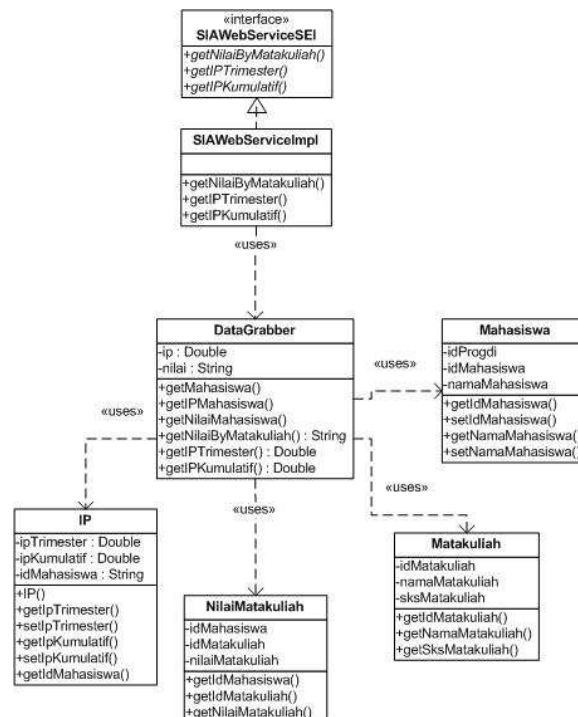 «interface»
SIAWebServiceSEI
+getNilaiByMatakuliah()
+getIPTrimester()
+getIPKumulatif()
SIAWebServiceImpl
+getNilaiByMatakuliah()
+getIPTrimester()
+getIPKumulatif()
«uses»
DataGrabber
-ip : Double
-nilai : String
+getMahasiswa()
+getIPMahasiswa()
+getNilaiMahasiswa()
+getNilaiByMatakuliah() : String
+getIPTrimester() : Double
+getIPKumulatif() : Double
«uses»
Mahasiswa
-idProgdi
-idMahasiswa
-namaMahasiswa
+getIdMahasiswa()
+setIdMahasiswa()
+getNamaMahasiswa()
+setNamaMahasiswa()
«uses»
«uses»
«uses»
IP
-ipTrimester : Double
-ipKumulatif : Double
-idMahasiswa : String
+IP()
+getIpTrimester()
+setIpTrimester()
+getIpKumulatif()
+setIpKumulatif()
+getIdMahasiswa()
NilaiMatakuliah
-idMahasiswa
-idMatakuliah
-nilaiMatakuliah
+getIdMahasiswa()
+getIdMatakuliah()
+getNilaiMatakuliah()
Matakuliah
-idMatakuliah
-namaMatakuliah
-sksMatakuliah
+getIdMatakuliah()
+getNamaMatakuliah()
+getSksMatakuliah()